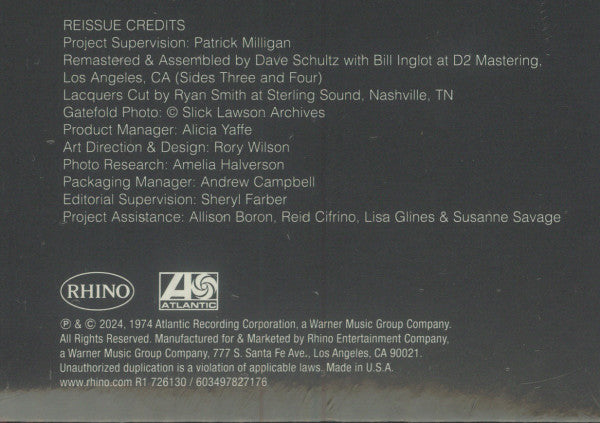 REISSUE CREDITS
Project Supervision: Patrick Milligan
Remastered & Assembled by Dave Schultz with Bill Inglot at D2 Mastering,
Los Angeles, CA (Sides Three and Four)
Lacquers Cut by Ryan Smith at Sterling Sound, Nashville, TN
Gatefold Photo: © Slick Lawson Archives
Product Manager: Alicia Yaffe
Art Direction & Design: Rory Wilson
Photo Research: Amelia Halverson
Packaging Manager: Andrew Campbell
Editorial Supervision: Sheryl Farber
Project Assistance: Allison Boron, Reid Cifrino, Lisa Glines & Susanne Savage
RHINO
ATLANTIC
℗ & © 2024, 1974 Atlantic Recording Corporation, a Warner Music Group Company.
All Rights Reserved. Manufactured for & Marketed by Rhino Entertainment Company,
a Warner Music Group Company, 777 S. Santa Fe Ave., Los Angeles, CA 90021.
Unauthorized duplication is a violation of applicable laws. Made in U.S.A.
www.rhino.com R1 726130 / 603497827176